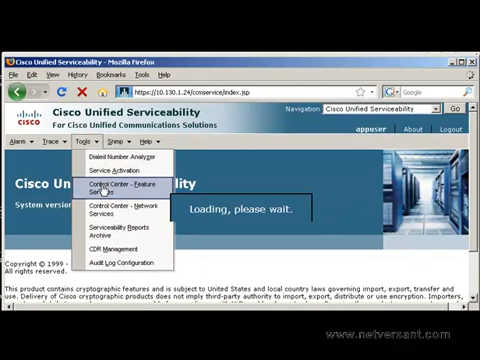 Cisco Unified Serviceability - Mozilla Firefox
File Edit View History Bookmarks Tools Help
https://10.130.1.24/ccmservice/index.jsp
Google
Cisco Unified Serviceability
For Cisco Unified Communications Solutions
CISCO
Navigation Cisco Unified Serviceability Go
appuser About Logout
Alarm Trace Tools Snmp Help
Dialed Number Analyzer
Service Activation
Control Center - Feature
Control Center - Network
Services
Serviceability Reports
Archive
CDR Management
Audit Log Configuration
System version
Loading, please wait.
Copyright © 1999 -
All rights reserved.
This product contains cryptographic features and is subject to United States and local country laws governing import, export, transfer and
use. Delivery of Cisco cryptographic products does not imply third-party authority to import, export, distribute or use encryption. Importers,
www.netversant.com